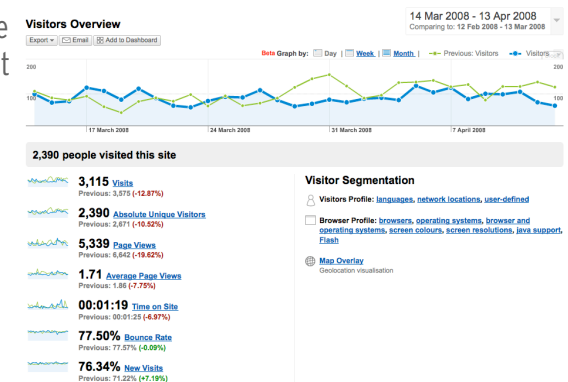 e
t
Visitors Overview
14 Mar 2008 - 13 Apr 2008
Comparing to: 12 Feb 2008 - 13 Mar 2008
Export Email Add to Dashboard
Beta Graph by: Day | Week | Month | Previous: Visitors Visitors
200 200
100 100
17 March 2008 24 March 2008 31 March 2008 7 April 2008
2,390 people visited this site
3,115 Visits
Previous: 3,575 (-12.87%)
2,390 Absolute Unique Visitors
Previous: 2,671 (-10.52%)
5,339 Page Views
Previous: 6,642 (-19.62%)
1.71 Average Page Views
Previous: 1.86 (-7.75%)
00:01:19 Time on Site
Previous: 00:01:25 (-6.97%)
77.50% Bounce Rate
Previous: 77.57% (-0.09%)
76.34% New Visits
Previous: 71.22% (+7.19%)
Visitor Segmentation
Visitors Profile: languages, network locations, user-defined
Browser Profile: browsers, operating systems, browser and
operating systems, screen colours, screen resolutions, java support,
Flash
Map Overlay
Geolocation visualisation